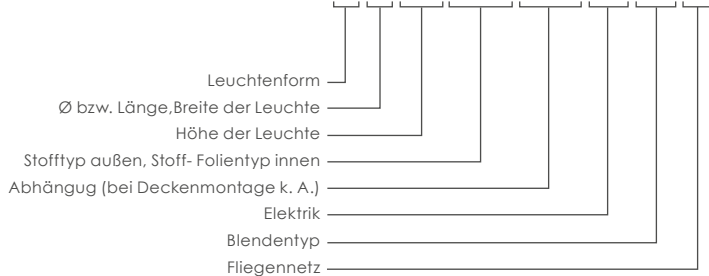 Leuchtenform
Ø bzw. Länge,Breite der Leuchte
Höhe der Leuchte
Stofftyp außen, Stoff- Folientyp innen
Abhängug (bei Deckenmontage k. A.)
Elektrik
Blendentyp
Fliegennetz